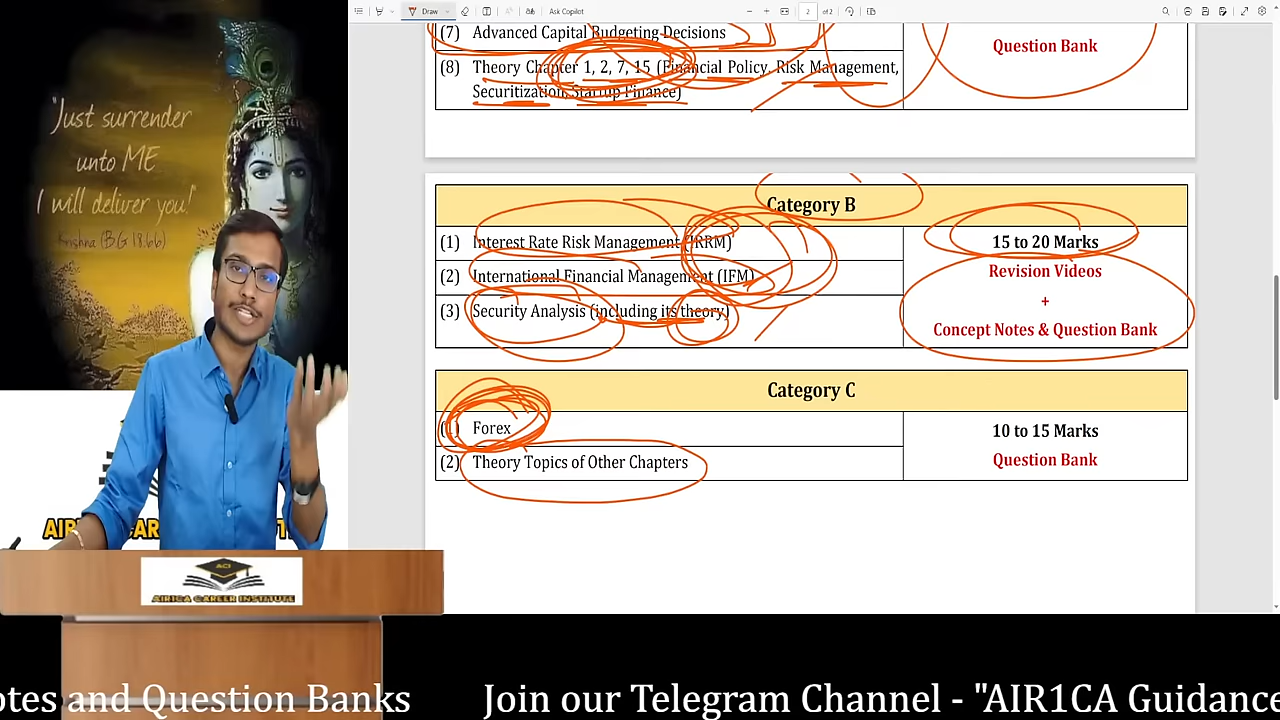 Draw
Ask Copilot
2
of 2
"Just surrender
unto ME
I will deliver you!"
Krishna (BG 18:66)
(7) Advanced Capital Budgeting Decisions
(8) Theory Chapter 1, 2, 7, 15 (Financial Policy, Risk Management,
Securitization, Startup Finance)
Question Bank
Category B
(1) Interest Rate Risk Management (IRRM)
(2) International Financial Management (IFM)
(3) Security Analysis (including its theory)
15 to 20 Marks
Revision Videos
+
Concept Notes & Question Bank
Category C
(1) Forex
(2) Theory Topics of Other Chapters
10 to 15 Marks
Question Bank
ACI
AIR1CA CAREER INSTITUTE
otes and Question Banks Join our Telegram Channel - "AIR1CA Guidance